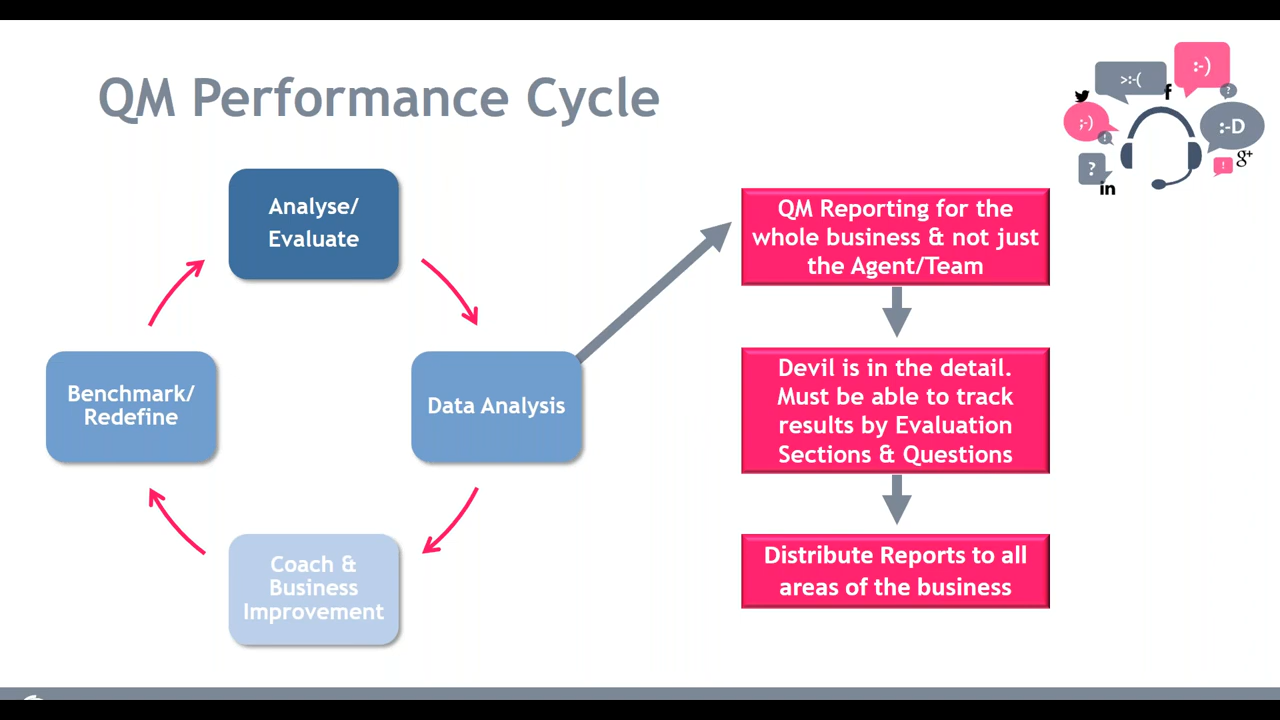 QM Performance Cycle
>:-(
:-)
?
f
;-)
!
:-D
?
!
g+
in
Analyse/
Evaluate
Data Analysis
Coach &
Business
Improvement
Benchmark/
Redefine
QM Reporting for the
whole business & not just
the Agent/Team
Devil is in the detail.
Must be able to track
results by Evaluation
Sections & Questions
Distribute Reports to all
areas of the business